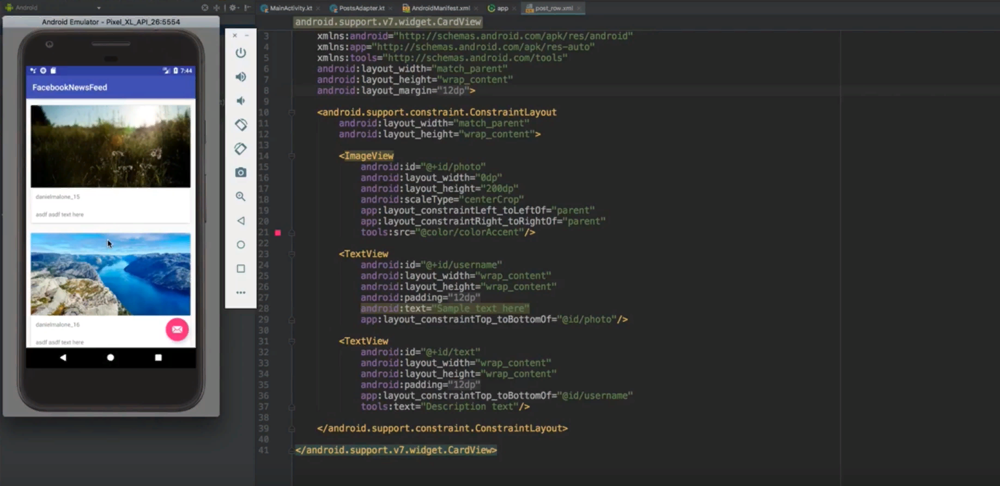 Android
MainActivity.kt
PostsAdapter.kt
AndroidManifest.xml
app
post_row.xml
Android Emulator - Pixel_XL_API_26:5554
7:44
FacebookNewsFeed
danielmalone_15
asdf asdf text here
danielmalone_16
asdf asdf text here
android.support.v7.widget.CardView
3 xmlns:android="http://schemas.android.com/apk/res/android"
4 xmlns:app="http://schemas.android.com/apk/res-auto"
5 xmlns:tools="http://schemas.android.com/tools"
6 android:layout_width="match_parent"
7 android:layout_height="wrap_content"
8 android:layout_margin="12dp">
9
10 <android.support.constraint.ConstraintLayout
11 android:layout_width="match_parent"
12 android:layout_height="wrap_content">
13
14 <ImageView
15 android:id="@+id/photo"
16 android:layout_width="0dp"
17 android:layout_height="200dp"
18 android:scaleType="centerCrop"
19 app:layout_constraintLeft_toLeftOf="parent"
20 app:layout_constraintRight_toRightOf="parent"
21 tools:src="@color/colorAccent"/>
22
23 <TextView
24 android:id="@+id/username"
25 android:layout_width="wrap_content"
26 android:layout_height="wrap_content"
27 android:padding="12dp"
28 android:text="Sample text here"
29 app:layout_constraintTop_toBottomOf="@id/photo"/>
30
31 <TextView
32 android:id="@+id/text"
33 android:layout_width="wrap_content"
34 android:layout_height="wrap_content"
35 android:padding="12dp"
36 app:layout_constraintTop_toBottomOf="@id/username"
37 tools:text="Description text"/>
38
39 </android.support.constraint.ConstraintLayout>
40
41 </android.support.v7.widget.CardView>